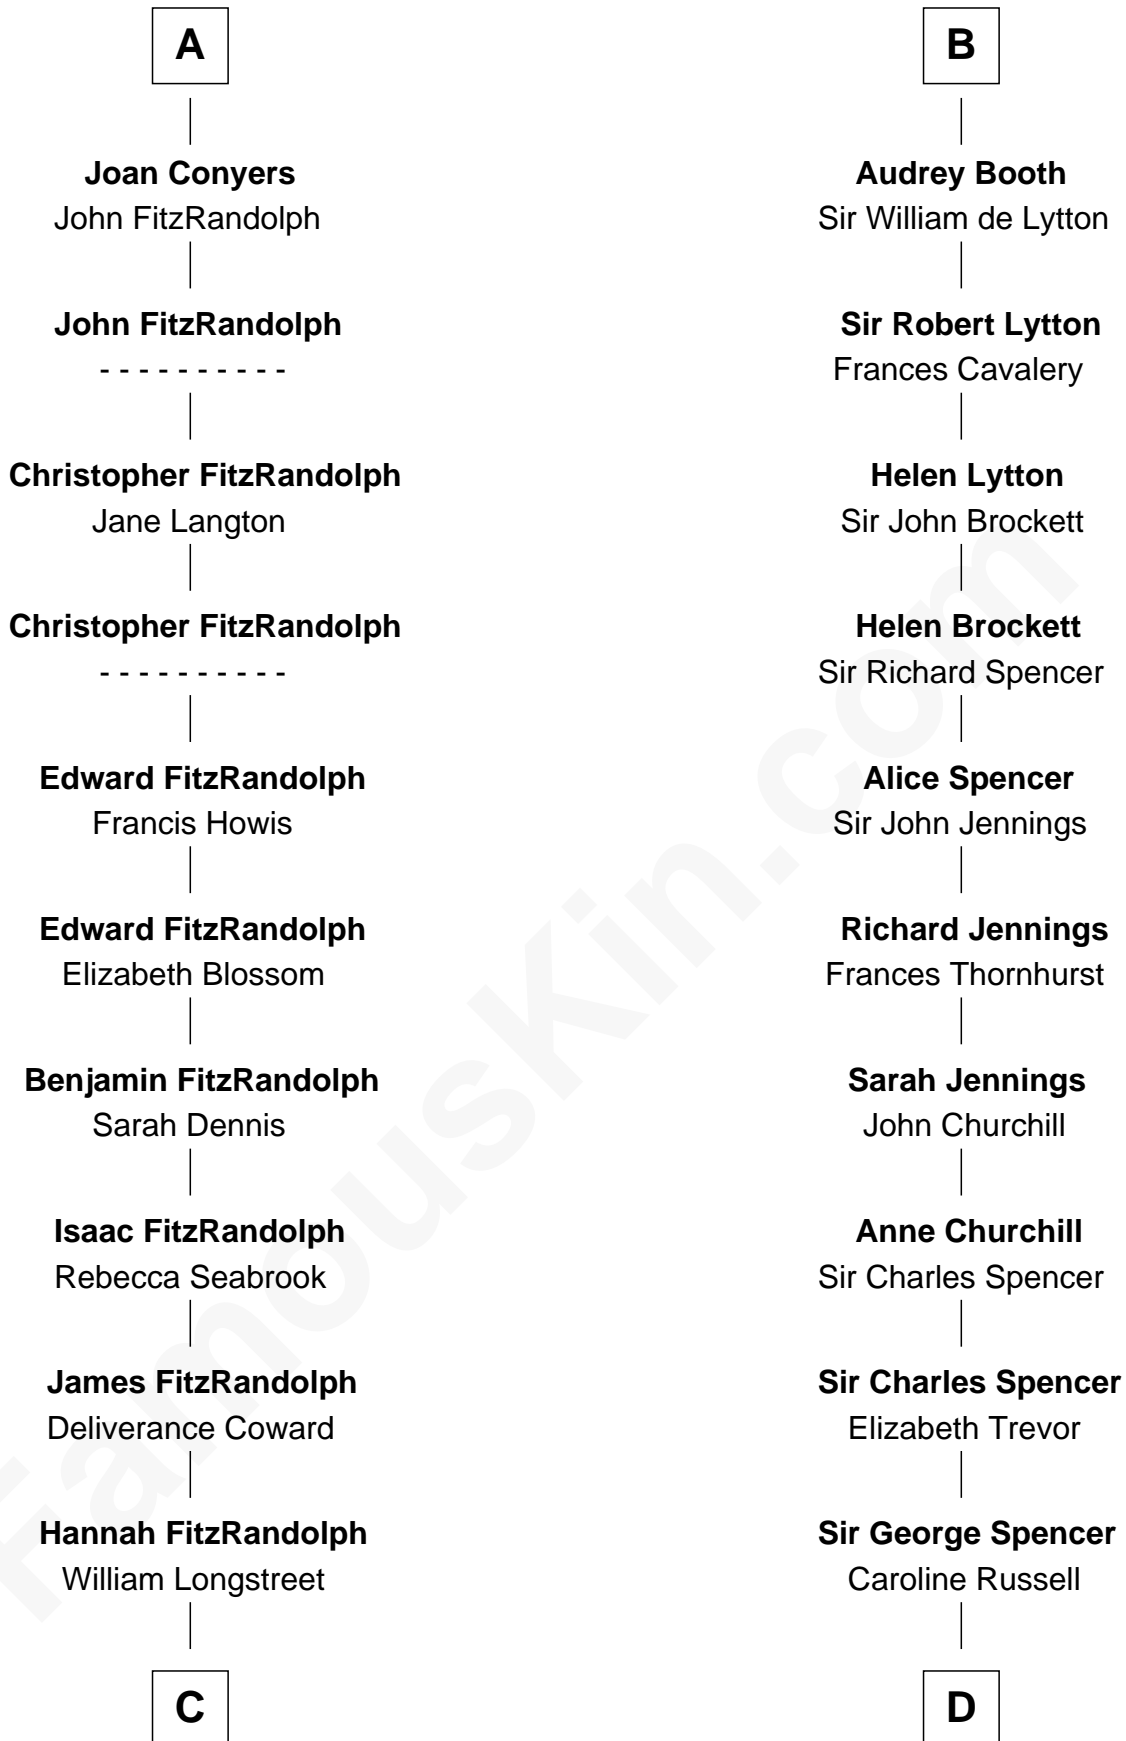 A
Joan Conyers
John FitzRandolph
John FitzRandolph
- - - - - - - - - -
Christopher FitzRandolph
Jane Langton
Christopher FitzRandolph
- - - - - - - - - -
Edward FitzRandolph
Francis Howis
Edward FitzRandolph
Elizabeth Blossom
Benjamin FitzRandolph
Sarah Dennis
Isaac FitzRandolph
Rebecca Seabrook
James FitzRandolph
Deliverance Coward
Hannah FitzRandolph
William Longstreet
C
B
Audrey Booth
Sir William de Lytton
Sir Robert Lytton
Frances Cavalery
Helen Lytton
Sir John Brockett
Helen Brockett
Sir Richard Spencer
Alice Spencer
Sir John Jennings
Richard Jennings
Frances Thornhurst
Sarah Jennings
John Churchill
Anne Churchill
Sir Charles Spencer
Sir Charles Spencer
Elizabeth Trevor
Sir George Spencer
Caroline Russell
D
FamousKin.com